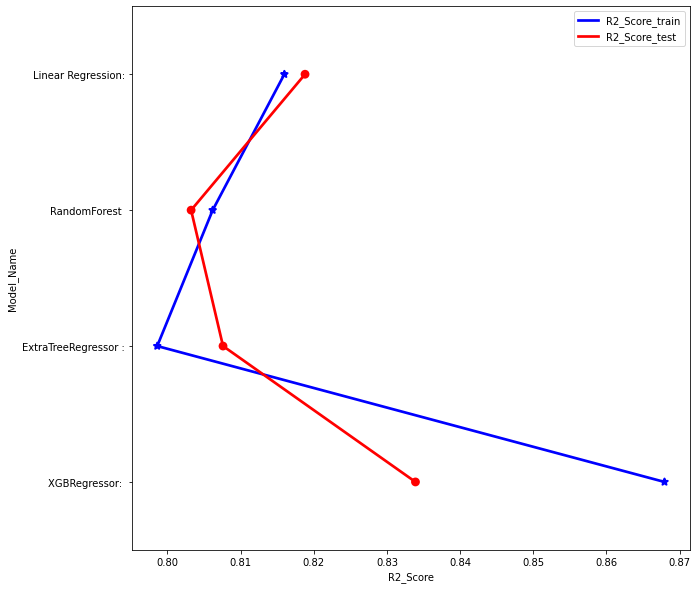 R2_Score_train
R2_Score_test
Model_Name
Linear Regression:
RandomForest
ExtraTreeRegressor :
XGBRegressor:
0.80 0.81 0.82 0.83 0.84 0.85 0.86 0.87
R2_Score